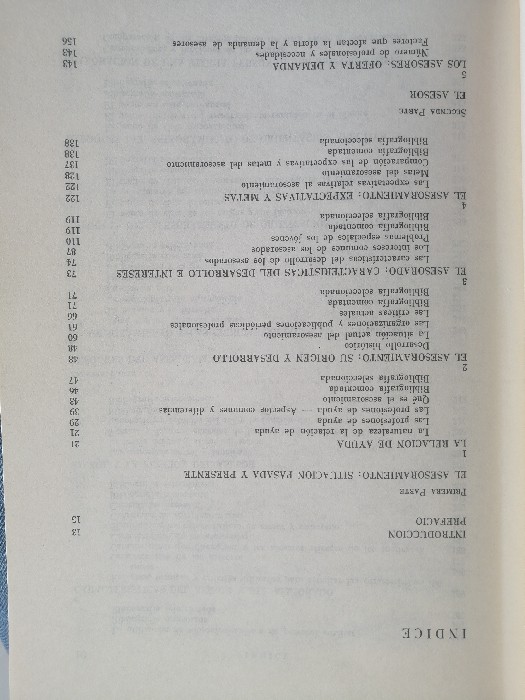 INDICE
INTRODUCCION 13
PREFACIO 15
PRIMERA PARTE
EL ASESORAMIENTO: SITUACION PASADA Y PRESENTE
1
LA RELACION DE AYUDA 21
La naturaleza de la relación de ayuda 21
Las profesiones de ayuda 29
Las profesiones de ayuda — Aspectos comunes y diferencias 39
Qué es el asesoramiento 43
Bibliografía comentada 46
Bibliografía seleccionada 47
2
EL ASESORAMIENTO: SU ORIGEN Y DESARROLLO 48
Desarrollo histórico 48
La situación actual del asesoramiento 60
Las organizaciones y publicaciones periódicas profesionales 61
Las críticas actuales 66
Bibliografía comentada 71
Bibliografía seleccionada 71
3
EL ASESORADO: CARACTERISTICAS DEL DESARROLLO E INTERESES 73
Las características del desarrollo de los asesorados 74
Los intereses comunes de los asesorados 87
Problemas especiales de los jóvenes 110
Bibliografía comentada 119
Bibliografía seleccionada 119
4
EL ASESORAMIENTO: EXPECTATIVAS Y METAS 122
Las expectativas relativas al asesoramiento 122
Metas del asesoramiento 128
Comparación de las expectativas y metas del asesoramiento 137
Bibliografía comentada 138
Bibliografía seleccionada 138
SEGUNDA PARTE
EL ASESOR
5
LOS ASESORES: OFERTA Y DEMANDA 143
Número de profesionales y necesidades 143
Factores que afectan la oferta y la demanda de asesores 156